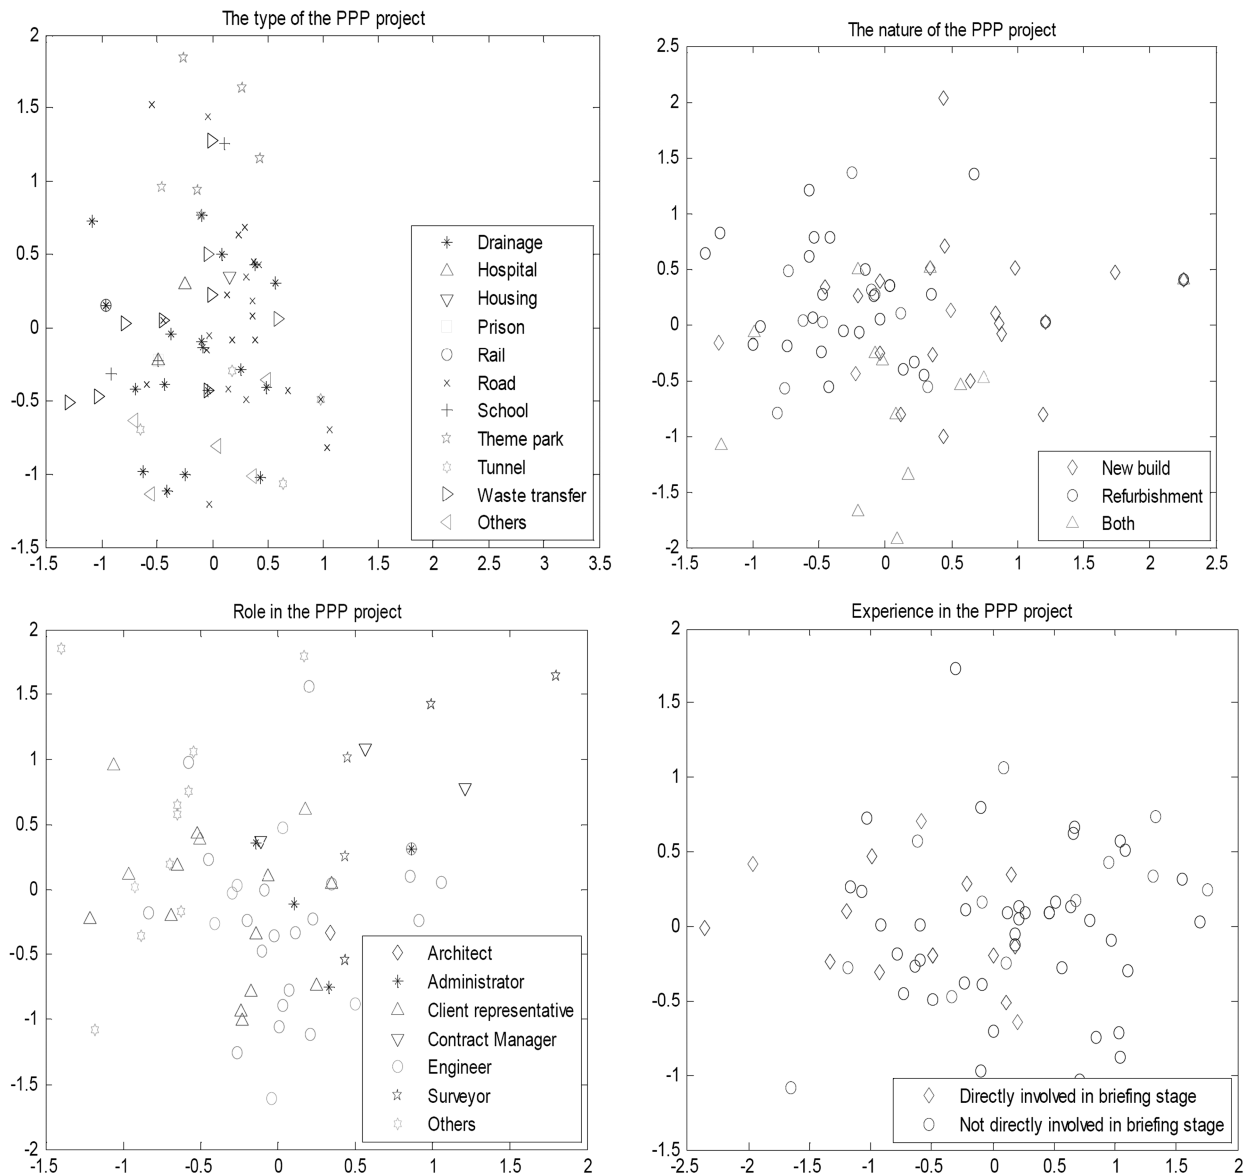 The type of the PPP project
2
1.5
1
0.5
0
-0.5
-1
-1.5
-1.5 -1 -0.5 0 0.5 1 1.5 2 2.5 3 3.5
Drainage
Hospital
Housing
Prison
Rail
Road
School
Theme park
Tunnel
Waste transfer
Others
The nature of the PPP project
2.5
2
1.5
1
0.5
0
-0.5
-1
-1.5
-2
-1.5 -1 -0.5 0 0.5 1 1.5 2 2.5
New build
Refurbishment
Both
Role in the PPP project
2
1.5
1
0.5
0
-0.5
-1
-1.5
-2
-1.5 -1 -0.5 0 0.5 1 1.5 2
Architect
Administrator
Client representative
Contract Manager
Engineer
Surveyor
Others
Experience in the PPP project
2
1.5
1
0.5
0
-0.5
-1
-1.5
-2.5 -2 -1.5 -1 -0.5 0 0.5 1 1.5 2
Directly involved in briefing stage
Not directly involved in briefing stage